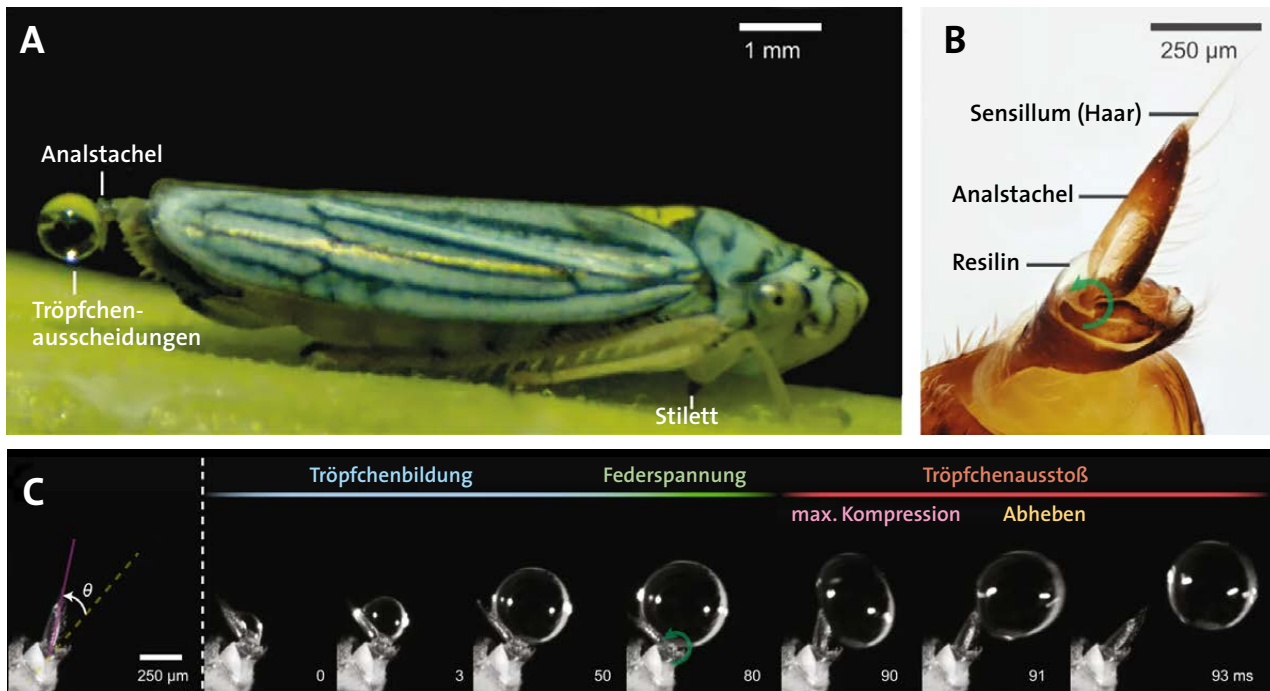 A
1 mm
Analstachel
Tröpfchen-
ausscheidungen
Stilett
B
250 µm
Sensillum (Haar)
Analstachel
Resilin
C
Tröpfchenbildung
Federspannung
Tröpfchenausstoß
max. Kompression
Abheben
θ
250 µm
0
3
50
80
90
91
93 ms